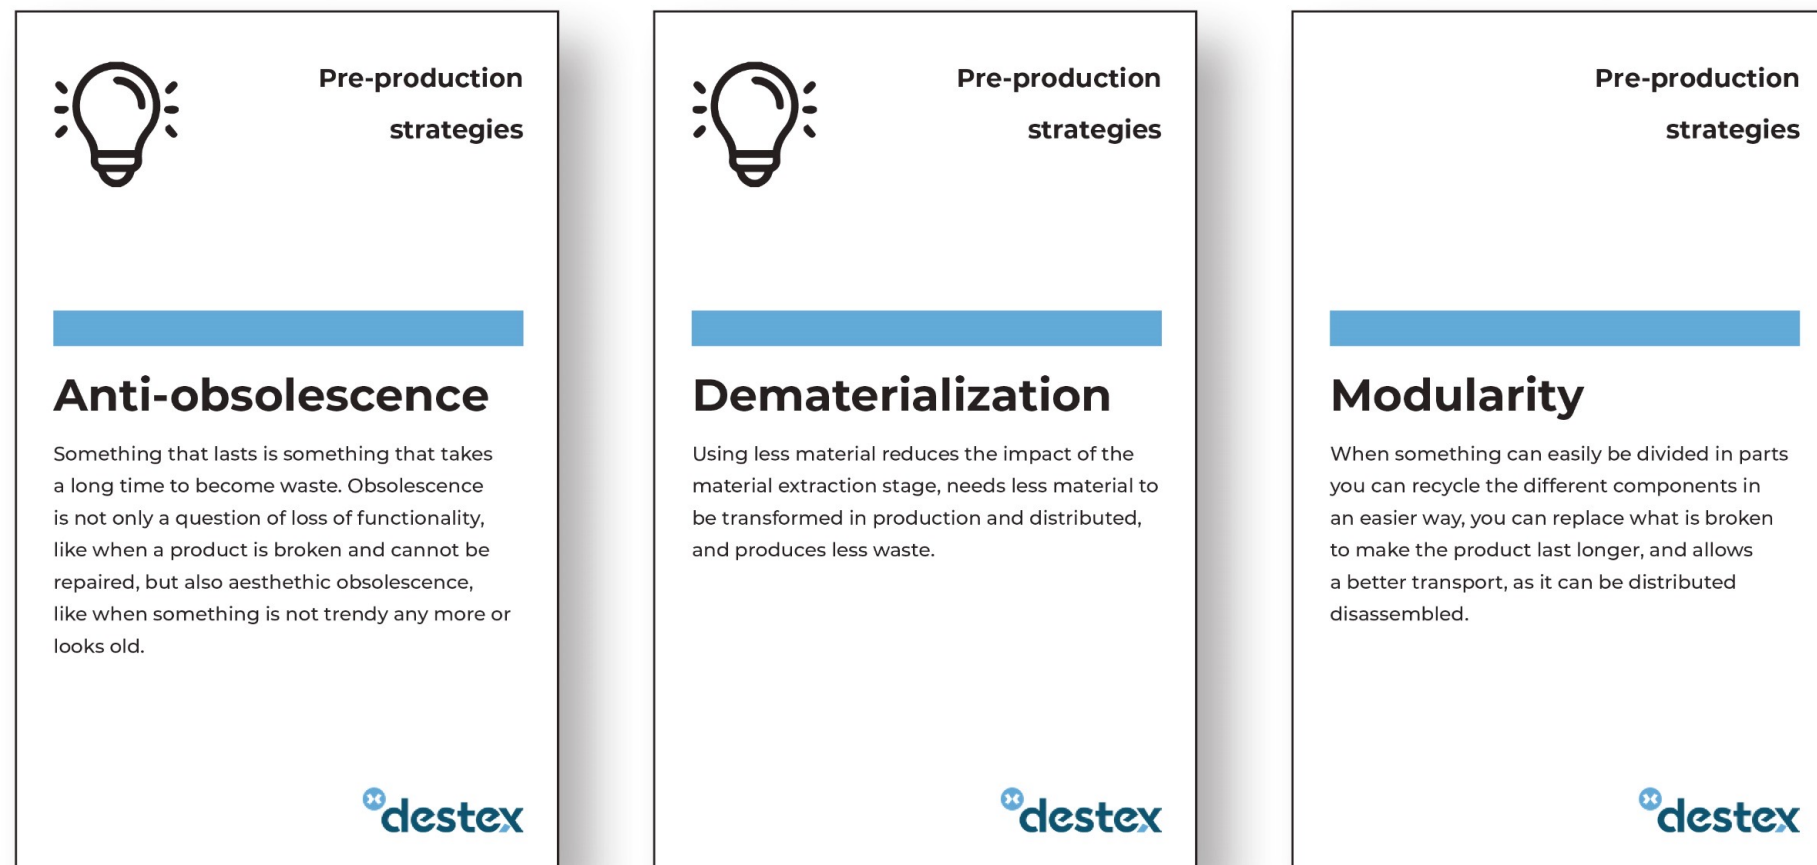 Pre-production
strategies
Anti-obsolescence
Something that lasts is something that takes
a long time to become waste. Obsolescence
is not only a question of loss of functionality,
like when a product is broken and cannot be
repaired, but also aesthethic obsolescence,
like when something is not trendy any more or
looks old.
destex
Pre-production
strategies
Dematerialization
Using less material reduces the impact of the
material extraction stage, needs less material to
be transformed in production and distributed,
and produces less waste.
destex
Pre-production
strategies
Modularity
When something can easily be divided in parts
you can recycle the different components in
an easier way, you can replace what is broken
to make the product last longer, and allows
a better transport, as it can be distributed
disassembled.
destex